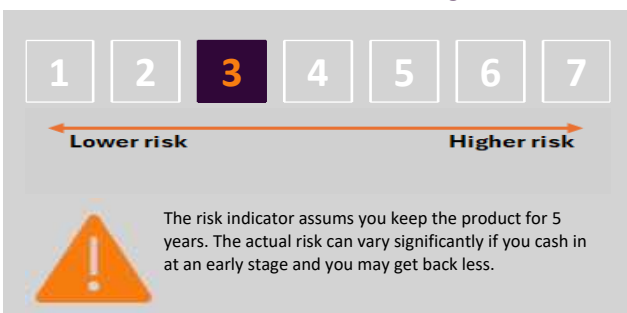 1 2 3 4 5 6 7
Lower risk Higher risk
The risk indicator assums you keep the product for 5
years. The actual risk can vary significantly if you cash in
at an early stage and you may get back less.